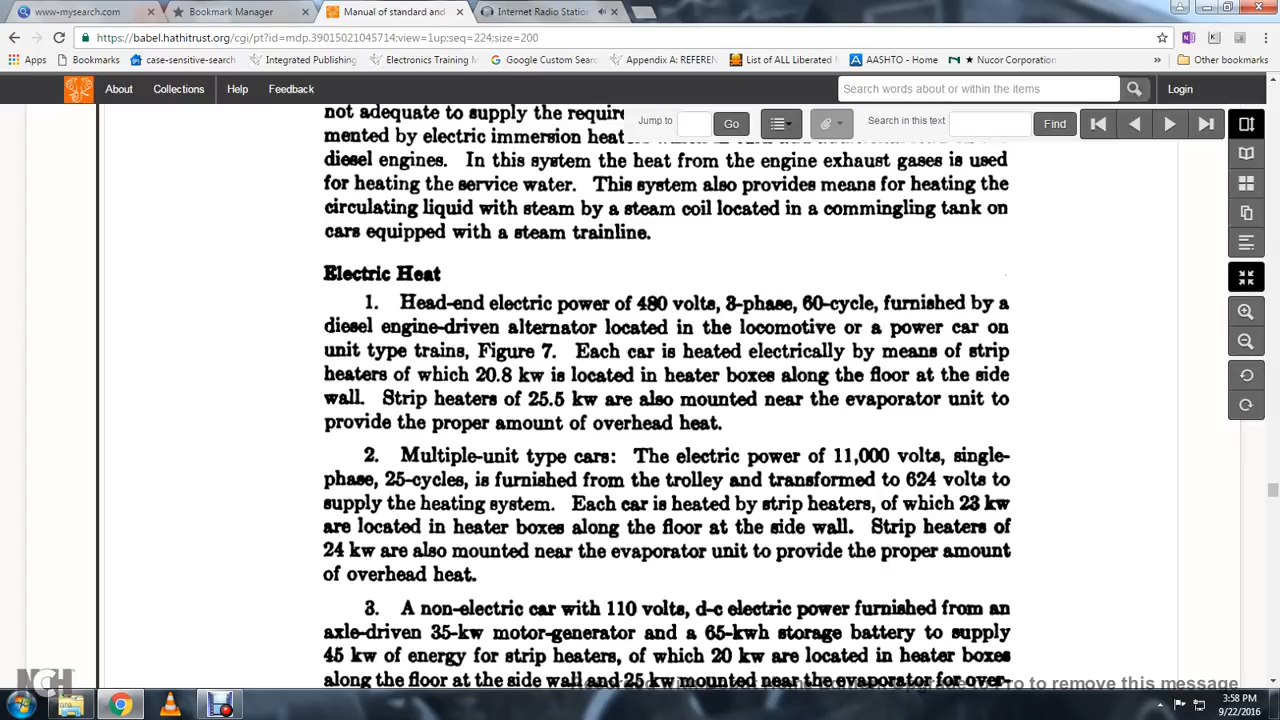 www-mysearch.com
Bookmark Manager
Manual of standard and
Internet Radio Station
https://babel.hathitrust.org/cgi/pt?id=mdp.39015021045714;view=1up;seq=224;size=200
Apps Bookmarks case-sensitive-search Integrated Publishing Electronics Training Google Custom Sear Appendix A: REFEREN List of ALL Liberated AASHTO - Home Nucor Corporation » Other bookmarks
About Collections Help Feedback
Search words about or within the items
Login
Jump to Go Search in this text Find
not adequate to supply the require
mented by electric immersion heat
diesel engines. In this system the heat from the engine exhaust gases is used
for heating the service water. This system also provides means for heating the
circulating liquid with steam by a steam coil located in a commingling tank on
cars equipped with a steam trainline.
Electric Heat
1. Head-end electric power of 480 volts, 3-phase, 60-cycle, furnished by a
diesel engine-driven alternator located in the locomotive or a power car on
unit type trains, Figure 7. Each car is heated electrically by means of strip
heaters of which 20.8 kw is located in heater boxes along the floor at the side
wall. Strip heaters of 25.5 kw are also mounted near the evaporator unit to
provide the proper amount of overhead heat.
2. Multiple-unit type cars: The electric power of 11,000 volts, single-
phase, 25-cycles, is furnished from the trolley and transformed to 624 volts to
supply the heating system. Each car is heated by strip heaters, of which 23 kw
are located in heater boxes along the floor at the side wall. Strip heaters of
24 kw are also mounted near the evaporator unit to provide the proper amount
of overhead heat.
3. A non-electric car with 110 volts, d-c electric power furnished from an
axle-driven 35-kw motor-generator and a 65-kwh storage battery to supply
45 kw of energy for strip heaters, of which 20 kw are located in heater boxes
along the floor at the side wall and 25 kw mounted near the evaporator for over-
to remove this message
NCH
3:58 PM
9/22/2016